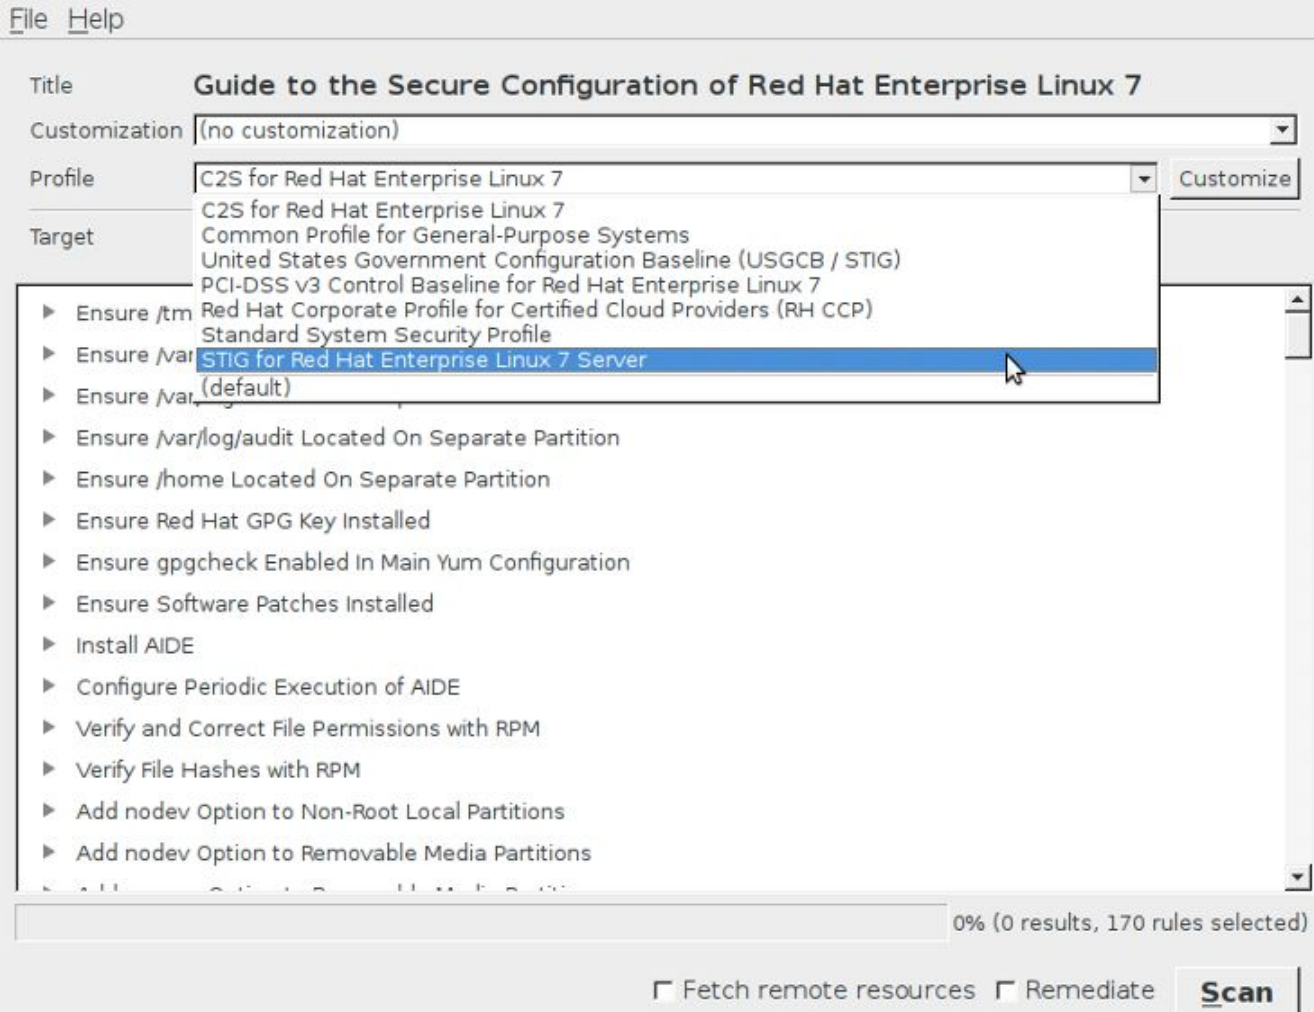 File Help
Title Guide to the Secure Configuration of Red Hat Enterprise Linux 7
Customization (no customization)
Profile C2S for Red Hat Enterprise Linux 7 Customize
C2S for Red Hat Enterprise Linux 7
Common Profile for General-Purpose Systems
Target
United States Government Configuration Baseline (USGCB / STIG)
PCI-DSS v3 Control Baseline for Red Hat Enterprise Linux 7
Red Hat Corporate Profile for Certified Cloud Providers (RH CCP)
Standard System Security Profile
STIG for Red Hat Enterprise Linux 7 Server
(default)
Ensure /tm
Ensure /var
Ensure /var
Ensure /var/log/audit Located On Separate Partition
Ensure /home Located On Separate Partition
Ensure Red Hat GPG Key Installed
Ensure gpgcheck Enabled In Main Yum Configuration
Ensure Software Patches Installed
Install AIDE
Configure Periodic Execution of AIDE
Verify and Correct File Permissions with RPM
Verify File Hashes with RPM
Add nodev Option to Non-Root Local Partitions
Add nodev Option to Removable Media Partitions
0% (0 results, 170 rules selected)
Fetch remote resources Remediate Scan